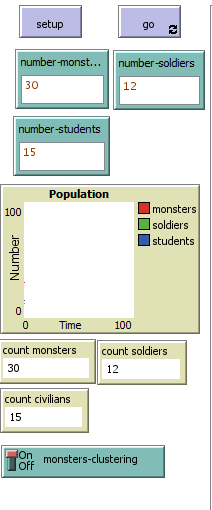 setup
go
number-monst...
30
number-soldiers
12
number-students
15
Population
100
Number
0
0
Time
100
monsters
soldiers
students
count monsters
30
count soldiers
12
count civilians
15
On
Off
monsters-clustering